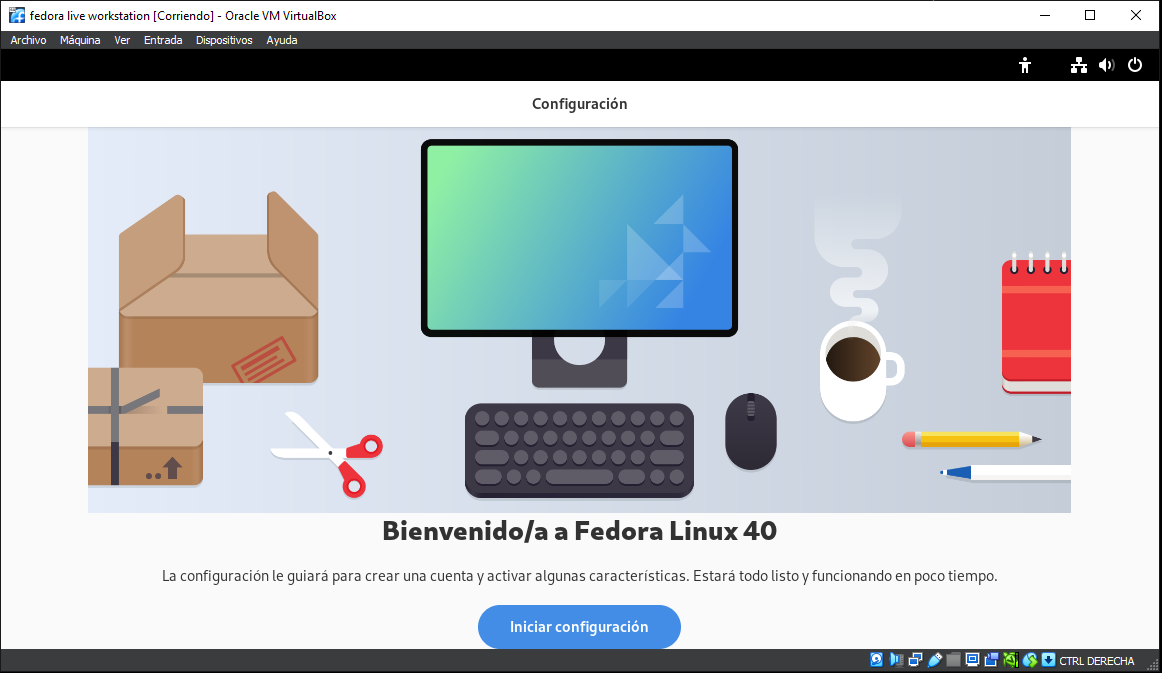 fedora live workstation [Corriendo] - Oracle VM VirtualBox
Archivo Máquina Ver Entrada Dispositivos Ayuda
Configuración
Bienvenido/a a Fedora Linux 40
La configuración le guiará para crear una cuenta y activar algunas características. Estará todo listo y funcionando en poco tiempo.
Iniciar configuración
CTRL DERECHA